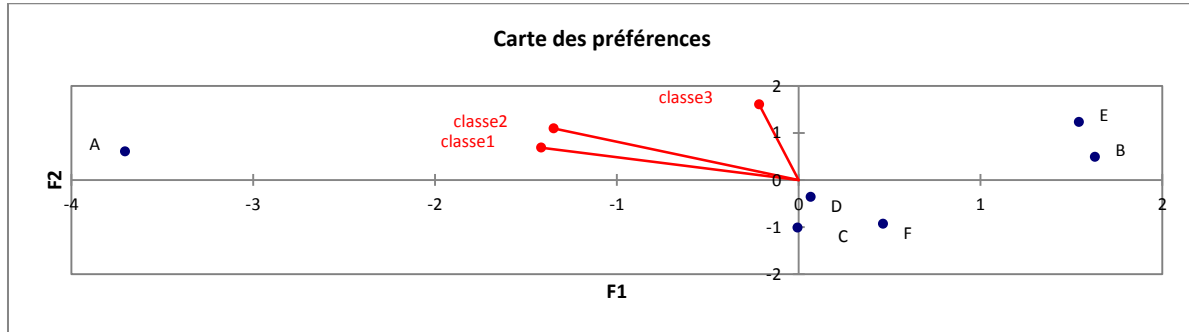 Carte des préférences
2
classe3
E
classe2
1
classe1
A
B
F2
0
-4 -3 -2 -1 0 1 2
D
-1
C
F
-2
F1